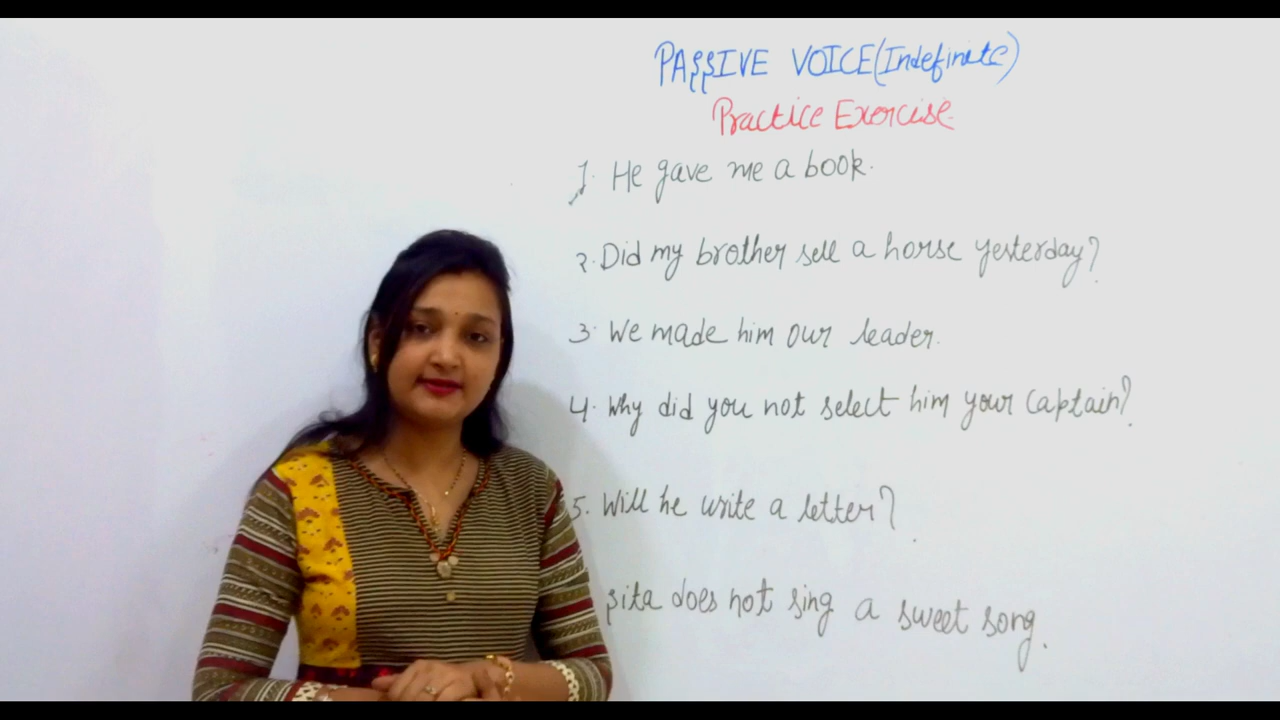 PASSIVE VOICE (Indefinite)
Practice Exercise
1. He gave me a book.
2. Did my brother sell a horse yesterday?
3. We made him our leader.
4. Why did you not select him your captain?
5. Will he write a letter?
sita does not sing a sweet song.